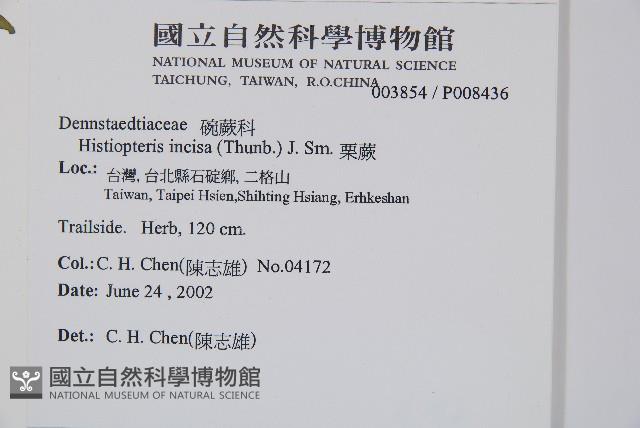 國立自然科學博物館
NATIONAL MUSEUM OF NATURAL SCIENCE
TAICHUNG, TAIWAN, R.O.CHINA
003854 / P008436
Dennstaedtiaceae 碗蕨科
Histiopteris incisa (Thunb.) J. Sm. 栗蕨
Loc.: 台灣, 台北縣石碇鄉, 二格山
Taiwan, Taipei Hsien,Shihting Hsiang, Erhkeshan
Trailside. Herb, 120 cm.
Col.: C. H. Chen(陳志雄) No.04172
Date: June 24 , 2002
Det.: C. H. Chen(陳志雄)
國立自然科學博物館
NATIONAL MUSEUM OF NATURAL SCIENCE